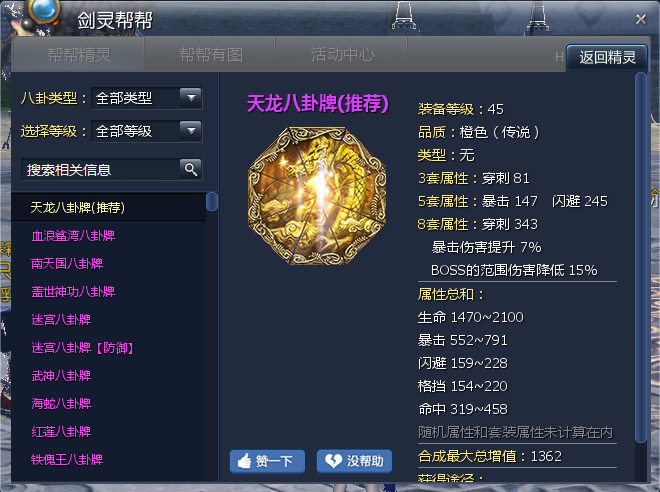 剑灵帮帮
帮帮精灵
帮帮有图
活动中心
返回精灵
八卦类型：全部类型
选择等级：全部等级
搜索相关信息
天龙八卦牌(推荐)
血浪鲨湾八卦牌
南天国八卦牌
盖世神功八卦牌
迷宫八卦牌
迷宫八卦牌【防御】
武神八卦牌
海蛇八卦牌
红莲八卦牌
铁傀王八卦牌
天龙八卦牌(推荐)
赞一下
没帮助
装备等级：45
品质：橙色（传说）
类型：无
3套属性：穿刺 81
5套属性：暴击 147 闪避 245
8套属性：穿刺 343
暴击伤害提升 7%
BOSS的范围伤害降低 15%
属性总和：
生命 1470~2100
暴击 552~791
闪避 159~228
格挡 154~220
命中 319~458
随机属性和套装属性未计算在内
合成最大总增值：1362
获得途径：